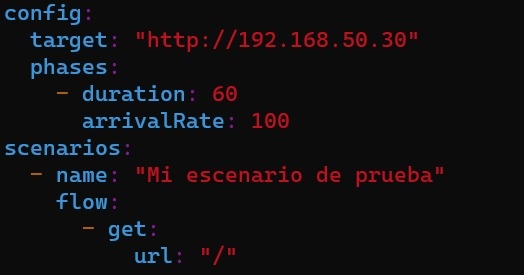 config:
  target: "http://192.168.50.30"
  phases:
    - duration: 60
      arrivalRate: 100
scenarios:
  - name: "Mi escenario de prueba"
    flow:
      - get:
          url: "/"